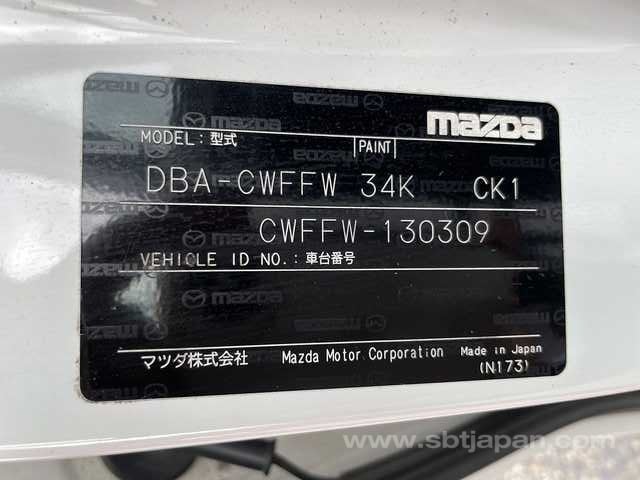 mazda
MODEL: 型式 PAINT
DBA-CWFFW 34K CK1
CWFFW-130309
VEHICLE ID NO.: 車台番号
マツダ株式会社 Mazda Motor Corporation Made in Japan
(N173)
www.sbtjapan.com